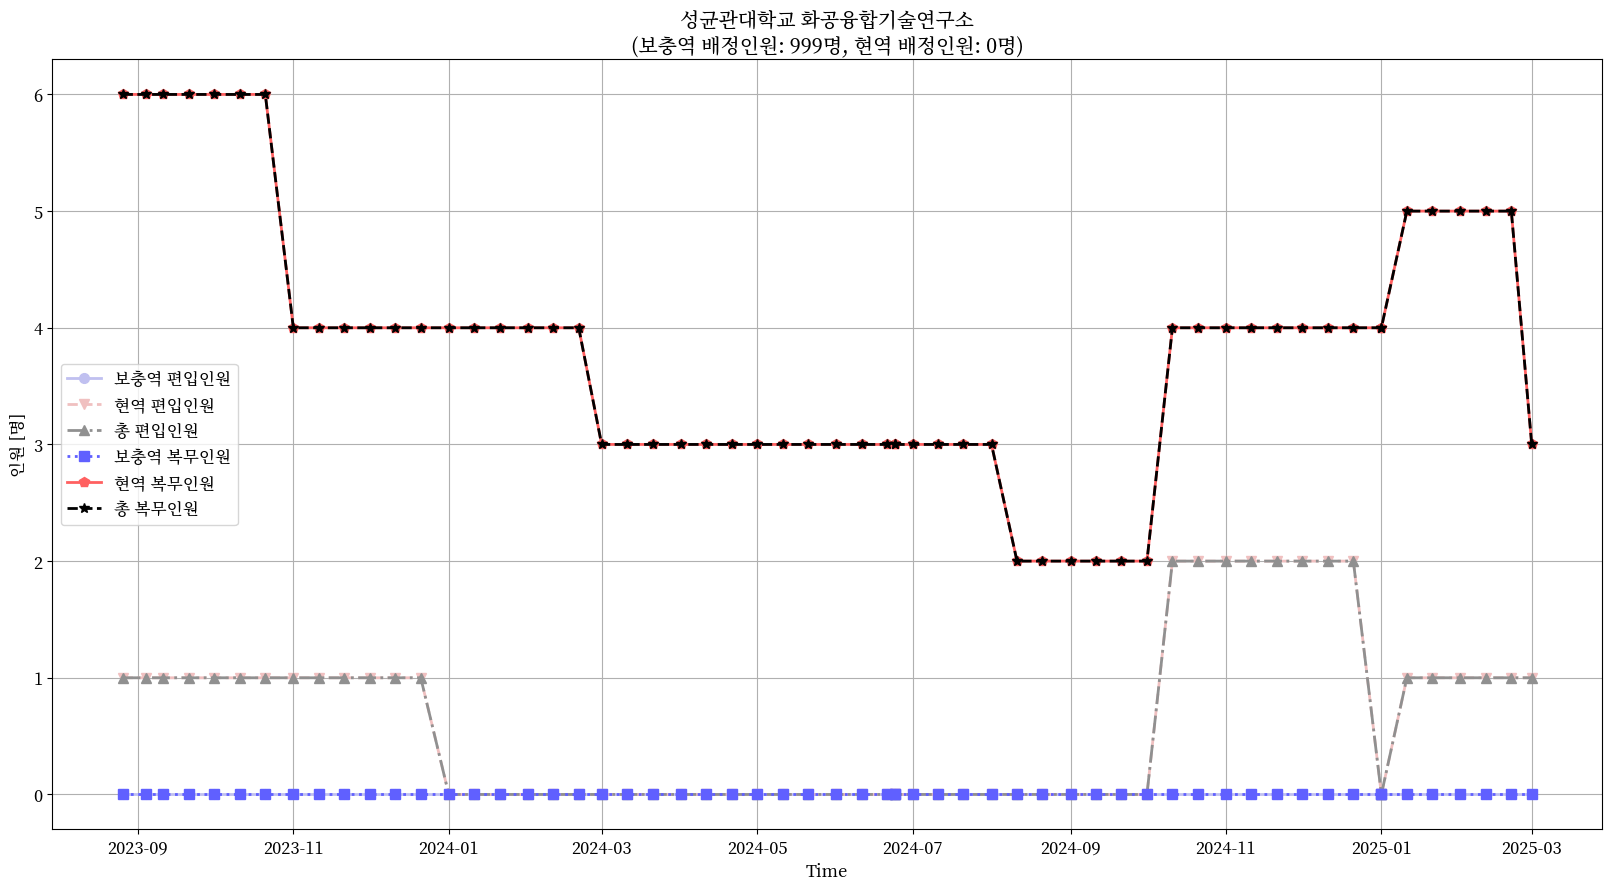 성균관대학교 화공융합기술연구소
(보충역 배정인원: 999명, 현역 배정인원: 0명)
인원 [명]
6
5
4
3
2
1
0
보충역 편입인원
현역 편입인원
총 편입인원
보충역 복무인원
현역 복무인원
총 복무인원
2023-09
2023-11
2024-01
2024-03
2024-05
2024-07
2024-09
2024-11
2025-01
2025-03
Time